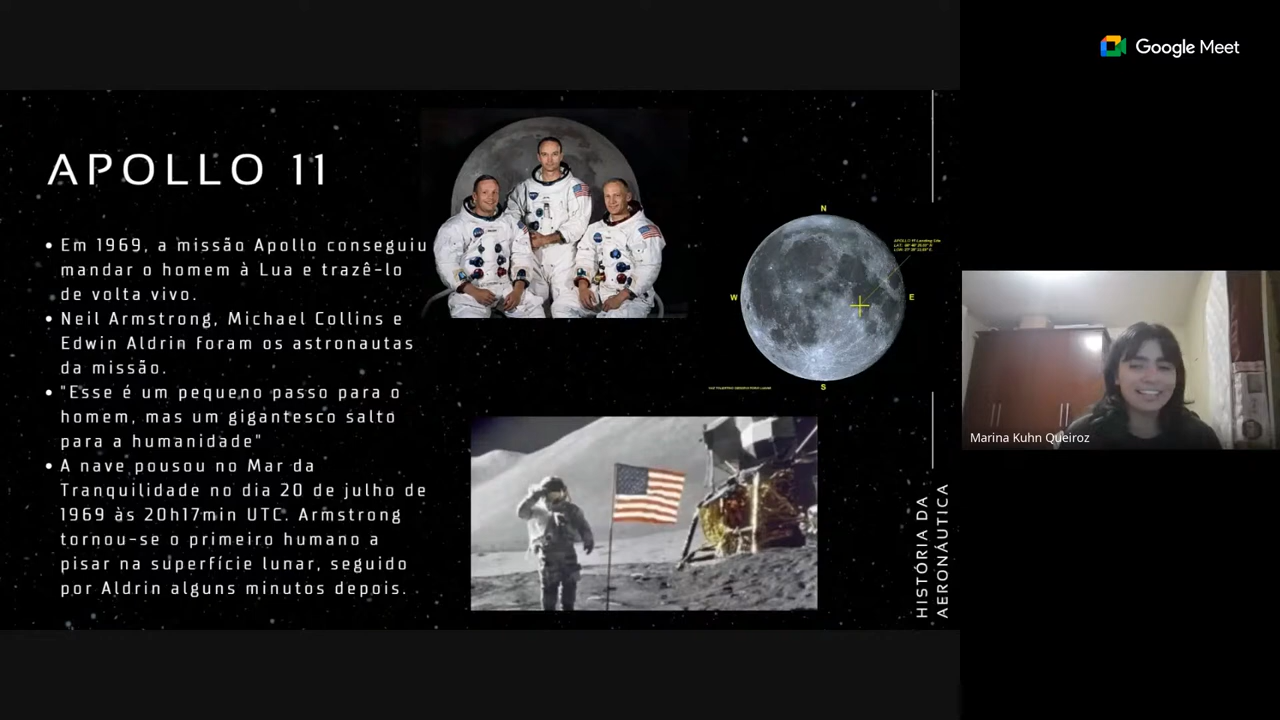 Google Meet
APOLLO 11
• Em 1969, a missão Apollo conseguiu
mandar o homem à Lua e trazê-lo
de volta vivo.
• Neil Armstrong, Michael Collins e
Edwin Aldrin foram os astronautas
da missão.
• "Esse é um pequeno passo para o
homem, mas um gigantesco salto
para a humanidade"
• A nave pousou no Mar da
Tranquilidade no dia 20 de julho de
1969 às 20h17min UTC. Armstrong
tornou-se o primeiro humano a
pisar na superfície lunar, seguido
por Aldrin alguns minutos depois.
N
APOLLO 11 Landing Site
W
E
S
HISTÓRIA DA
AERONÁUTICA
Marina Kuhn Queiroz